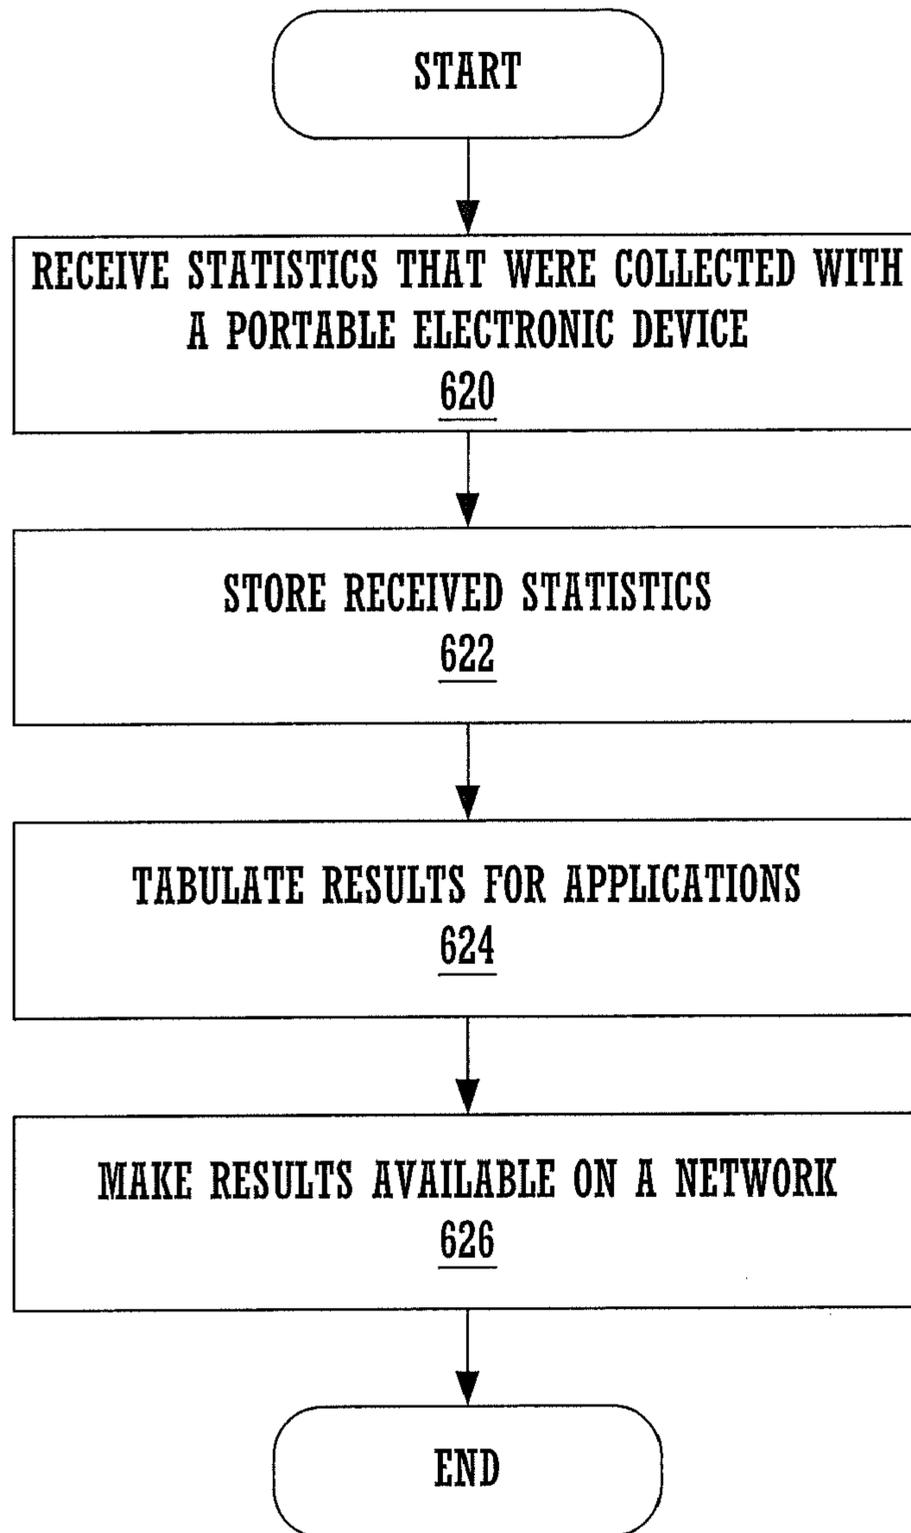 START
RECEIVE STATISTICS THAT WERE COLLECTED WITH
A PORTABLE ELECTRONIC DEVICE
620
STORE RECEIVED STATISTICS
622
TABULATE RESULTS FOR APPLICATIONS
624
MAKE RESULTS AVAILABLE ON A NETWORK
626
END